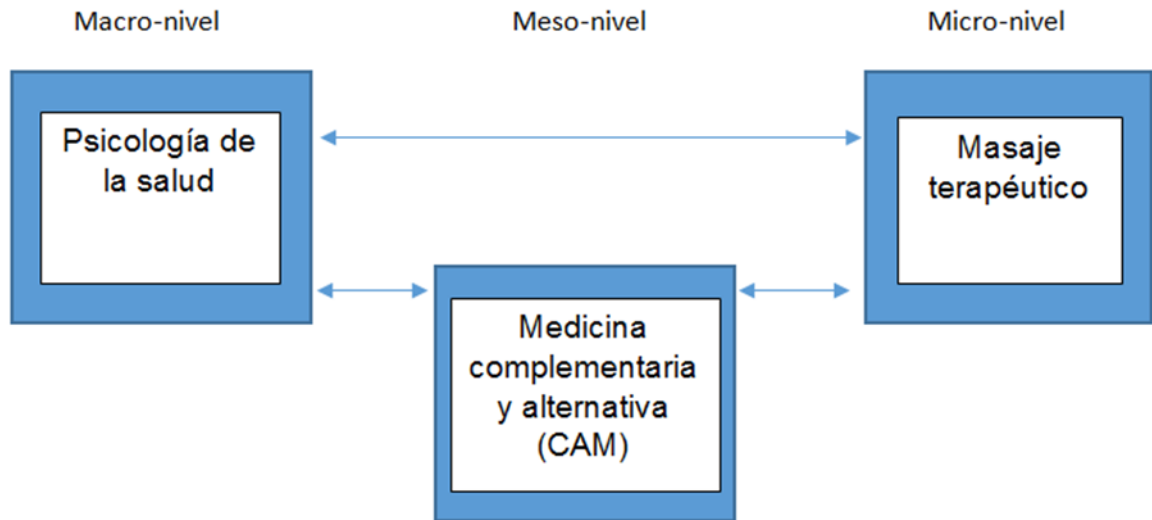 Macro-nivel
Meso-nivel
Micro-nivel
Psicología de
la salud
Masaje
terapéutico
Medicina
complementaria
y alternativa
(CAM)